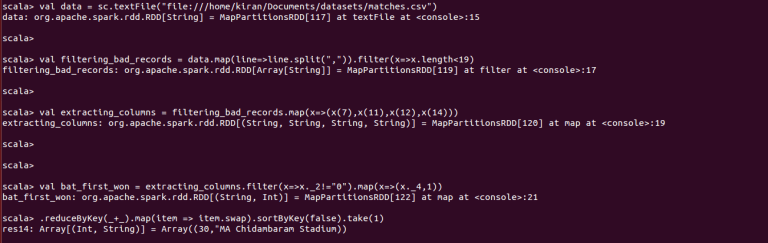 scala> val data = sc.textFile("file:///home/kiran/Documents/datasets/matches.csv")
data: org.apache.spark.rdd.RDD[String] = MapPartitionsRDD[117] at textFile at <console>:15
scala>
scala> val filtering_bad_records = data.map(line=>line.split(",")).filter(x=>x.length<19)
filtering_bad_records: org.apache.spark.rdd.RDD[Array[String]] = MapPartitionsRDD[119] at filter at <console>:17
scala>
scala> val extracting_columns = filtering_bad_records.map(x=>(x(7),x(11),x(12),x(14)))
extracting_columns: org.apache.spark.rdd.RDD[(String, String, String, String)] = MapPartitionsRDD[120] at map at <console>:19
scala>
scala>
scala> val bat_first_won = extracting_columns.filter(x=>x._2!="0").map(x=>(x._4,1))
bat_first_won: org.apache.spark.rdd.RDD[(String, Int)] = MapPartitionsRDD[122] at map at <console>:21
scala> .reduceByKey(_+_).map(item => item.swap).sortByKey(false).take(1)
res14: Array[(Int, String)] = Array((30,"MA Chidambaram Stadium))